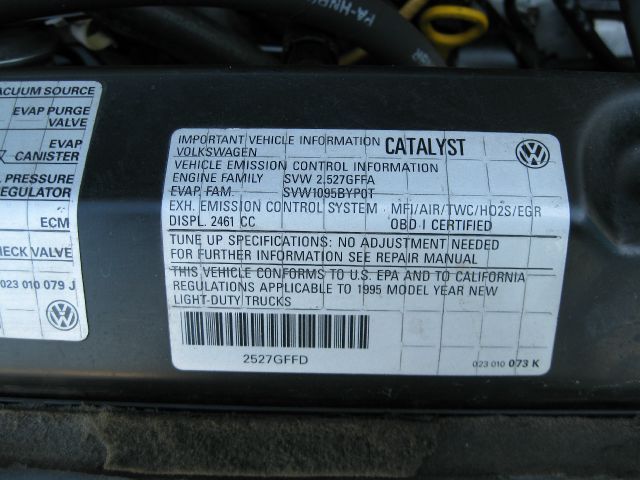 VACUUM SOURCE
EVAP PURGE
VALVE
EVAP
CANISTER
PRESSURE
REGULATOR
ECM
CHECK VALVE
023 010 079 J
IMPORTANT VEHICLE INFORMATION CATALYST
VOLKSWAGEN
VEHICLE EMISSION CONTROL INFORMATION
ENGINE FAMILY SVW 2,527GFFA
EVAP. FAM. SVW1095BYP0T
EXH. EMISSION CONTROL SYSTEM MFI/AIR/TWC/HO2S/EGR
DISPL. 2461 CC OBD I CERTIFIED
TUNE UP SPECIFICATIONS: NO ADJUSTMENT NEEDED
FOR FURTHER INFORMATION SEE REPAIR MANUAL
THIS VEHICLE CONFORMS TO U.S. EPA AND TO CALIFORNIA
REGULATIONS APPLICABLE TO 1995 MODEL YEAR NEW
LIGHT-DUTY TRUCKS
2527GFFD
023 010 073 K